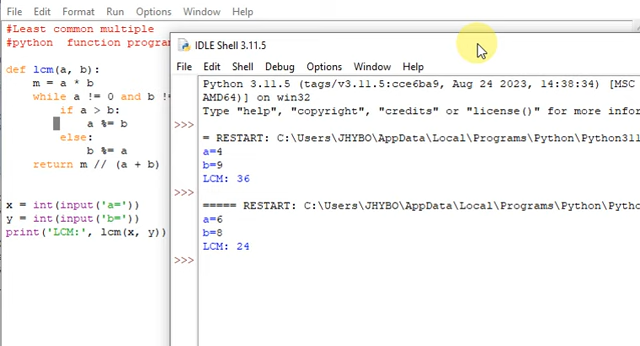 File Edit Format Run Options Window Help
#Least common multiple
#python function
def lcm(a, b):
m = a * b
while a != 0 and b
if a > b:
a %= b
else:
b %= a
return m // (a + b)
x = int(input('a='))
y = int(input('b='))
print('LCM:', lcm(x, y))
IDLE Shell 3.11.5
File Edit Shell Debug Options Window Help
Python 3.11.5 (tags/v3.11.5:cce6ba9, Aug 24 2023, 14:38:34) [MSC
AMD64)] on win32
Type "help", "copyright", "credits" or "license()" for more
>>>
= RESTART: C:\Users\JHYBO\AppData\Local\Programs\Python\Python311
a=4
b=9
LCM: 36
>>>
===== RESTART: C:\Users\JHYBO\AppData\Local\Programs\Python\
a=6
b=8
LCM: 24
>>>